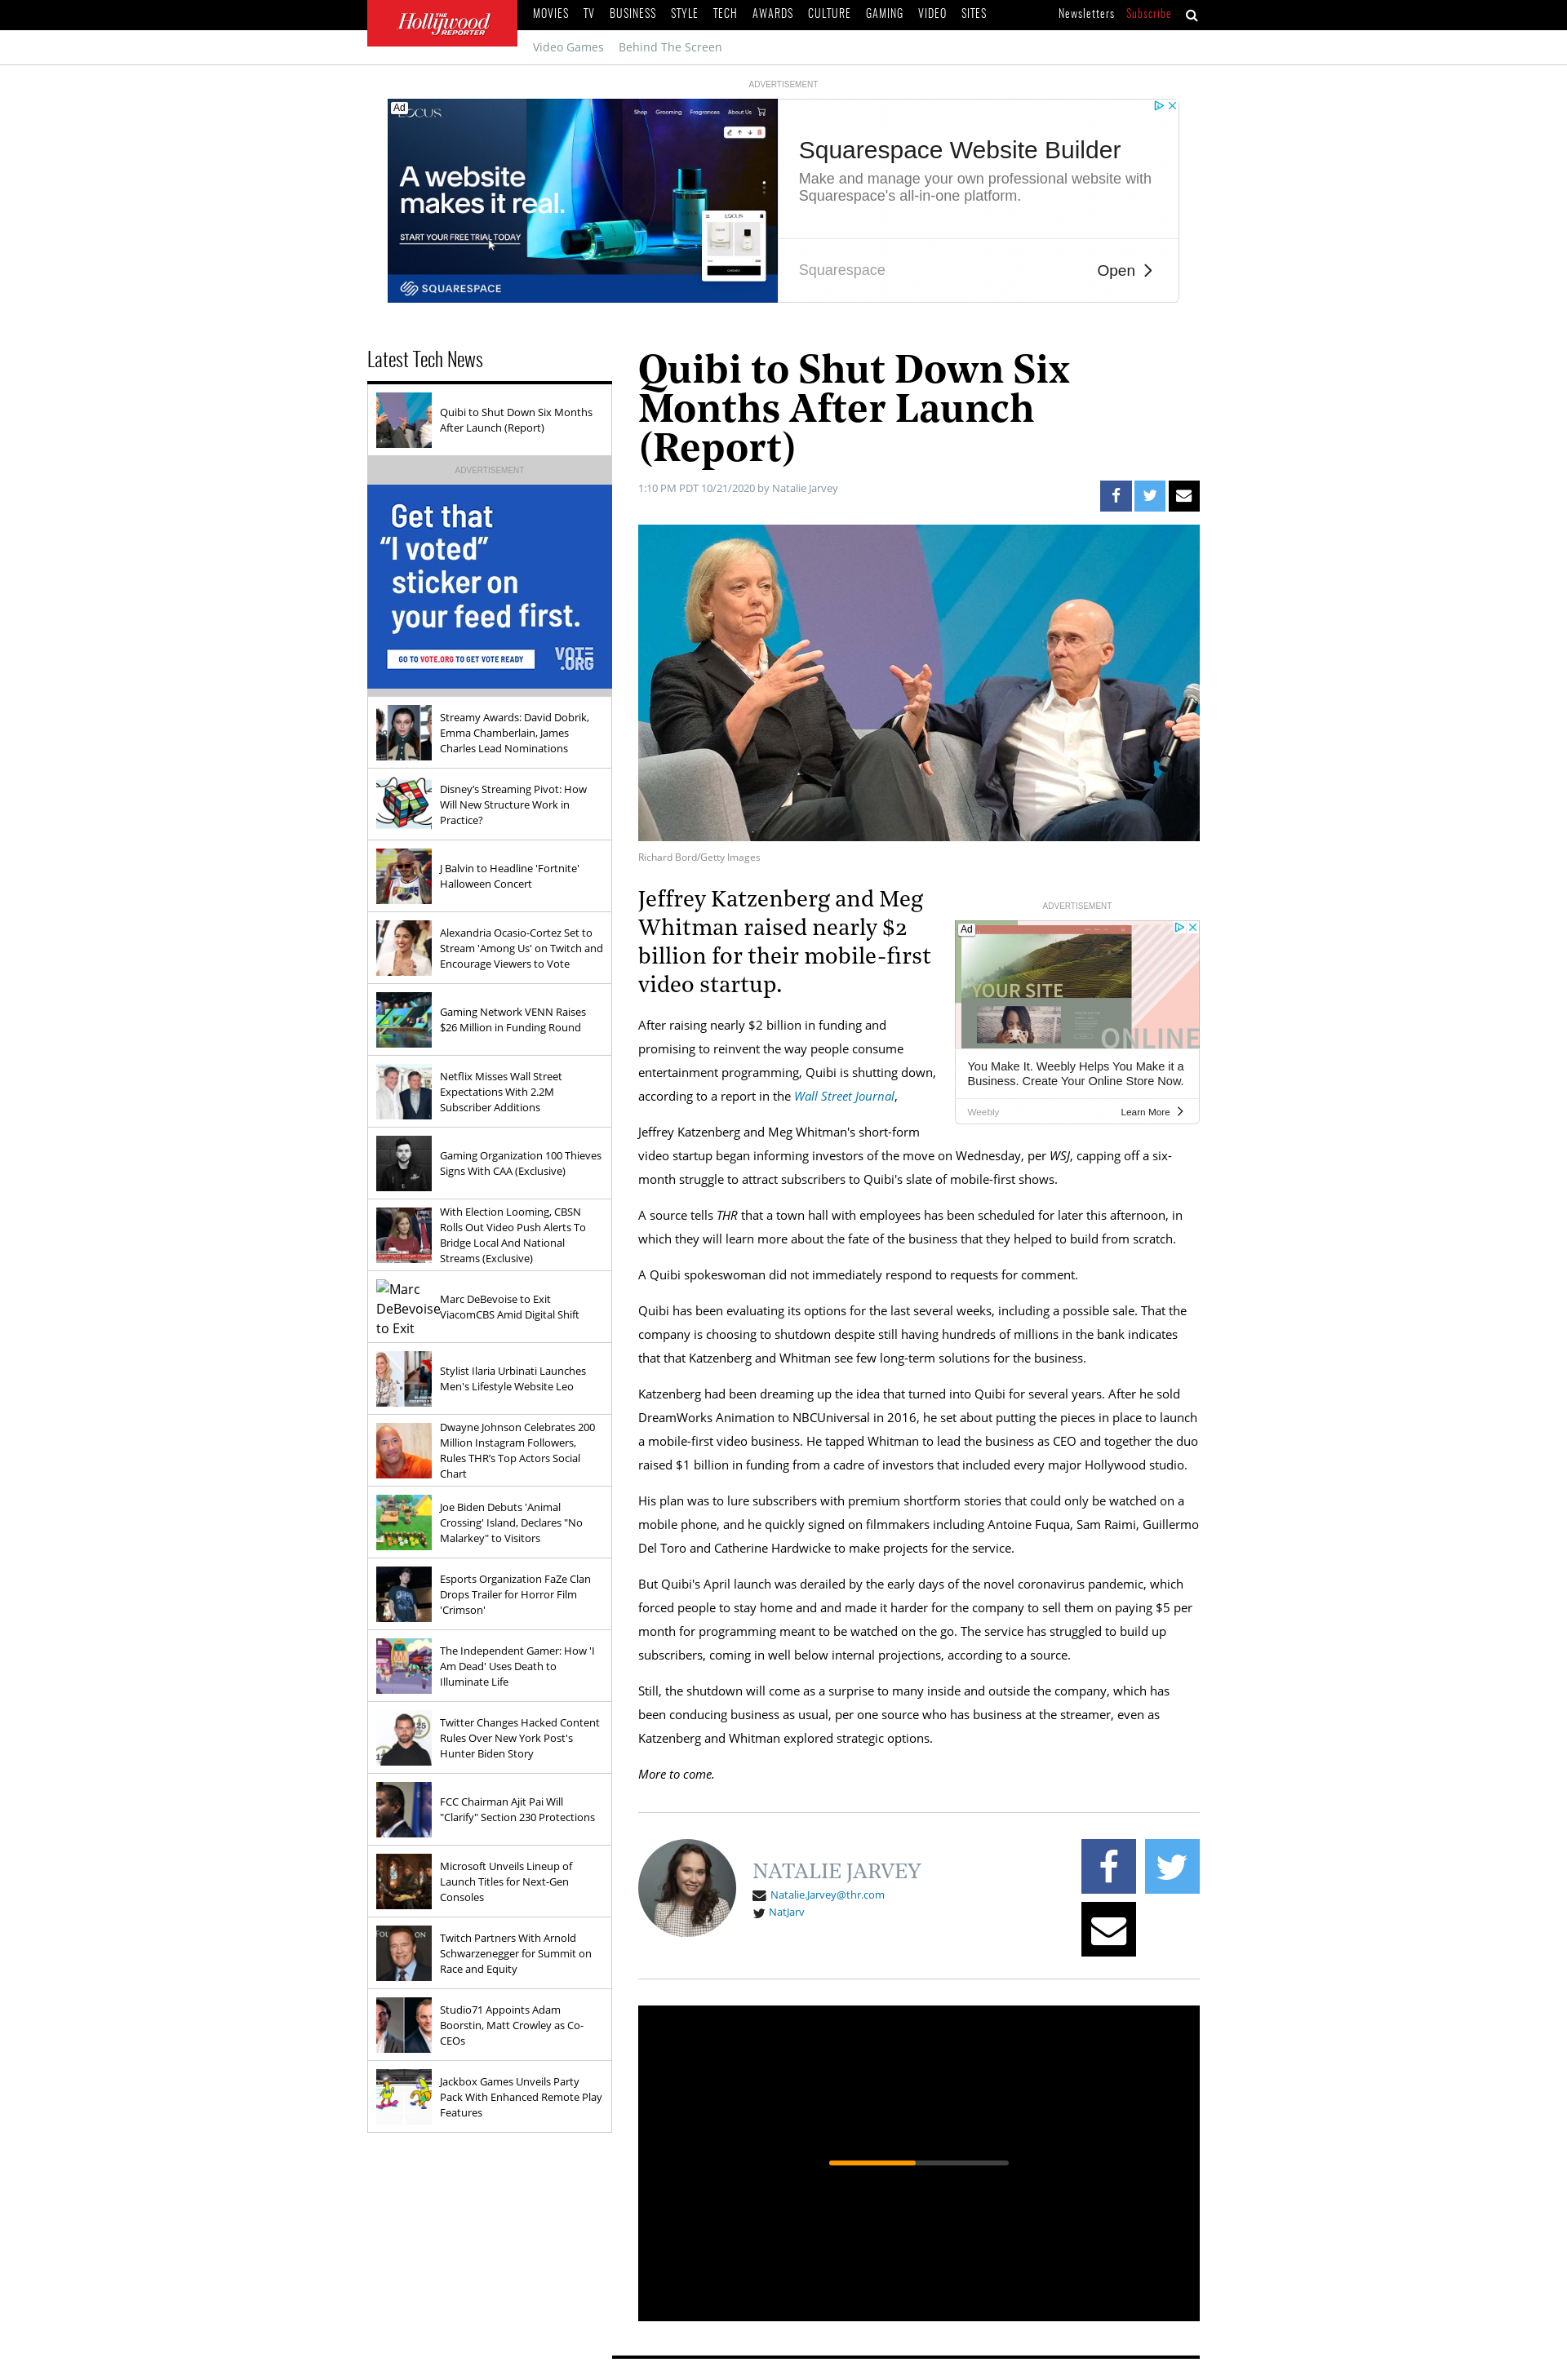 THE
Hollywood
REPORTER
MOVIES TV BUSINESS STYLE TECH AWARDS CULTURE GAMING VIDEO SITES
Newsletters Subscribe
Video Games Behind The Screen
ADVERTISEMENT
Ad
LOCUS
Shop Grooming Fragrances About Us
A website
makes it real.
START YOUR FREE TRIAL TODAY
LOCUS
SQUARESPACE
Squarespace Website Builder
Make and manage your own professional website with
Squarespace's all-in-one platform.
Squarespace
Open
Latest Tech News
Quibi to Shut Down Six Months
After Launch (Report)
ADVERTISEMENT
Get that
“I voted”
sticker on
your feed first.
GO TO VOTE.ORG TO GET VOTE READY
VOTE
.ORG
Streamy Awards: David Dobrik,
Emma Chamberlain, James
Charles Lead Nominations
Disney’s Streaming Pivot: How
Will New Structure Work in
Practice?
J Balvin to Headline 'Fortnite'
Halloween Concert
Alexandria Ocasio-Cortez Set to
Stream 'Among Us' on Twitch and
Encourage Viewers to Vote
Gaming Network VENN Raises
$26 Million in Funding Round
Netflix Misses Wall Street
Expectations With 2.2M
Subscriber Additions
Gaming Organization 100 Thieves
Signs With CAA (Exclusive)
With Election Looming, CBSN
Rolls Out Video Push Alerts To
Bridge Local And National
Streams (Exclusive)
Marc
DeBevoise
to Exit
Marc DeBevoise to Exit
ViacomCBS Amid Digital Shift
Stylist Ilaria Urbinati Launches
Men's Lifestyle Website Leo
Dwayne Johnson Celebrates 200
Million Instagram Followers,
Rules THR’s Top Actors Social
Chart
Joe Biden Debuts 'Animal
Crossing' Island, Declares "No
Malarkey" to Visitors
Esports Organization FaZe Clan
Drops Trailer for Horror Film
'Crimson'
The Independent Gamer: How 'I
Am Dead' Uses Death to
Illuminate Life
Twitter Changes Hacked Content
Rules Over New York Post's
Hunter Biden Story
FCC Chairman Ajit Pai Will
"Clarify" Section 230 Protections
Microsoft Unveils Lineup of
Launch Titles for Next-Gen
Consoles
Twitch Partners With Arnold
Schwarzenegger for Summit on
Race and Equity
Studio71 Appoints Adam
Boorstin, Matt Crowley as Co-
CEOs
Jackbox Games Unveils Party
Pack With Enhanced Remote Play
Features
Quibi to Shut Down Six
Months After Launch
(Report)
1:10 PM PDT 10/21/2020 by Natalie Jarvey
Richard Bord/Getty Images
Jeffrey Katzenberg and Meg
Whitman raised nearly $2
billion for their mobile-first
video startup.
ADVERTISEMENT
Ad
YOUR SITE
ONLINE
You Make It. Weebly Helps You Make it a
Business. Create Your Online Store Now.
Weebly
Learn More
After raising nearly $2 billion in funding and
promising to reinvent the way people consume
entertainment programming, Quibi is shutting down,
according to a report in the Wall Street Journal,
Jeffrey Katzenberg and Meg Whitman's short-form
video startup began informing investors of the move on Wednesday, per WSJ, capping off a six-
month struggle to attract subscribers to Quibi's slate of mobile-first shows.
A source tells THR that a town hall with employees has been scheduled for later this afternoon, in
which they will learn more about the fate of the business that they helped to build from scratch.
A Quibi spokeswoman did not immediately respond to requests for comment.
Quibi has been evaluating its options for the last several weeks, including a possible sale. That the
company is choosing to shutdown despite still having hundreds of millions in the bank indicates
that that Katzenberg and Whitman see few long-term solutions for the business.
Katzenberg had been dreaming up the idea that turned into Quibi for several years. After he sold
DreamWorks Animation to NBCUniversal in 2016, he set about putting the pieces in place to launch
a mobile-first video business. He tapped Whitman to lead the business as CEO and together the duo
raised $1 billion in funding from a cadre of investors that included every major Hollywood studio.
His plan was to lure subscribers with premium shortform stories that could only be watched on a
mobile phone, and he quickly signed on filmmakers including Antoine Fuqua, Sam Raimi, Guillermo
Del Toro and Catherine Hardwicke to make projects for the service.
But Quibi's April launch was derailed by the early days of the novel coronavirus pandemic, which
forced people to stay home and and made it harder for the company to sell them on paying $5 per
month for programming meant to be watched on the go. The service has struggled to build up
subscribers, coming in well below internal projections, according to a source.
Still, the shutdown will come as a surprise to many inside and outside the company, which has
been conducing business as usual, per one source who has business at the streamer, even as
Katzenberg and Whitman explored strategic options.
More to come.
NATALIE JARVEY
Natalie.Jarvey@thr.com
NatJarv